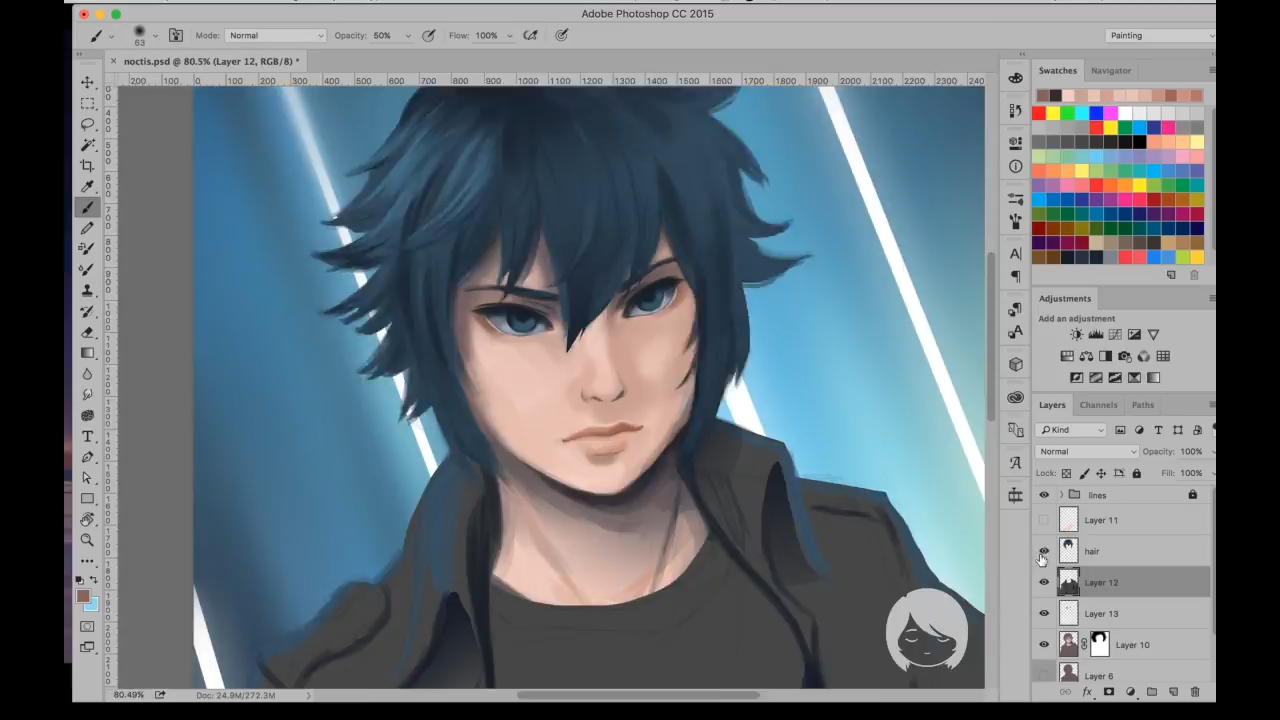 Adobe Photoshop CC 2015
63
Mode: Normal
Opacity: 50%
Flow: 100%
Painting
noctis.psd @ 80.5% (Layer 12, RGB/8) *
200 100 0 100 200 300 400 500 600 700 800 900 1000 1100 1200 1300 1400 1500 1600 1700 1800 1900 2000 2100 2200 2300 240
Swatches
Navigator
Adjustments
Add an adjustment
Layers
Channels
Paths
Kind
Normal
Opacity: 100%
Lock:
Fill: 100%
lines
Layer 11
hair
Layer 12
Layer 13
Layer 10
Layer 6
80.49%
Doc: 24.9M/272.3M